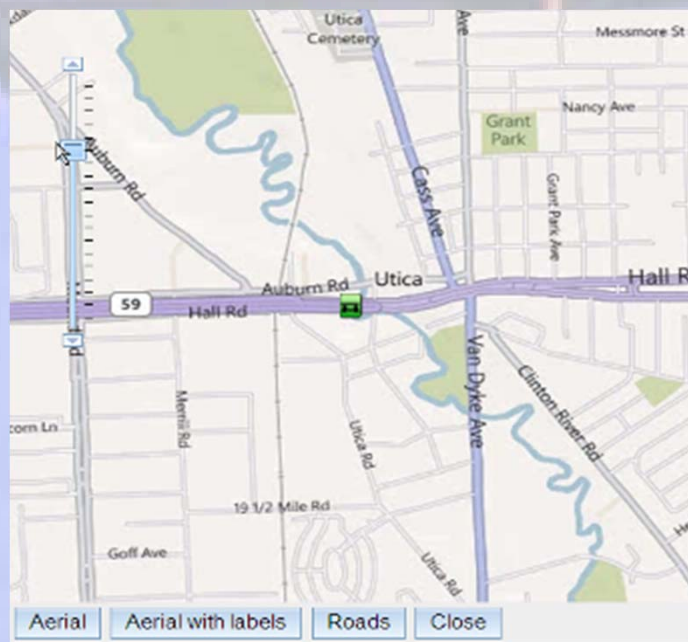 Utica
Cemetery
Ave
Messmore St
Nancy Ave
Grant
Park
Auburn Rd
Cass Ave
Grant Park Ave
Auburn Rd
Utica
Hall R
59
Hall Rd
Van Dyke Ave
Clinton River Rd
Merrill Rd
corn Ln
Utica Rd
19 1/2 Mile Rd
Goff Ave
Utica Rd
Aerial
Aerial with labels
Roads
Close